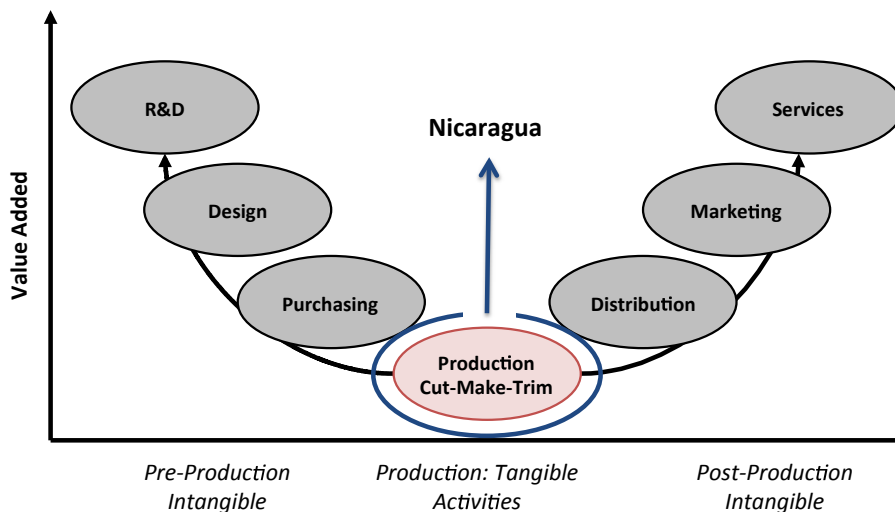 R&D
Services
Nicaragua
Design
Marketing
Value Added
Purchasing
Distribution
Production
Cut-Make-Trim
Pre-Production
Intangible
Production: Tangible
Activities
Post-Production
Intangible